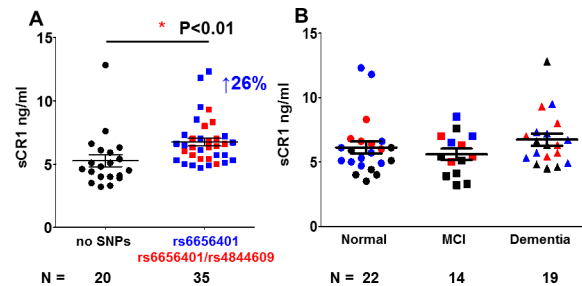 A
* P<0.01
↑26%
sCR1 ng/ml
15
10
5
0
no SNPs
rs6656401
rs6656401/rs4844609
N = 20 35
B
sCR1 ng/ml
15
10
5
0
Normal MCI Dementia
N = 22 14 19